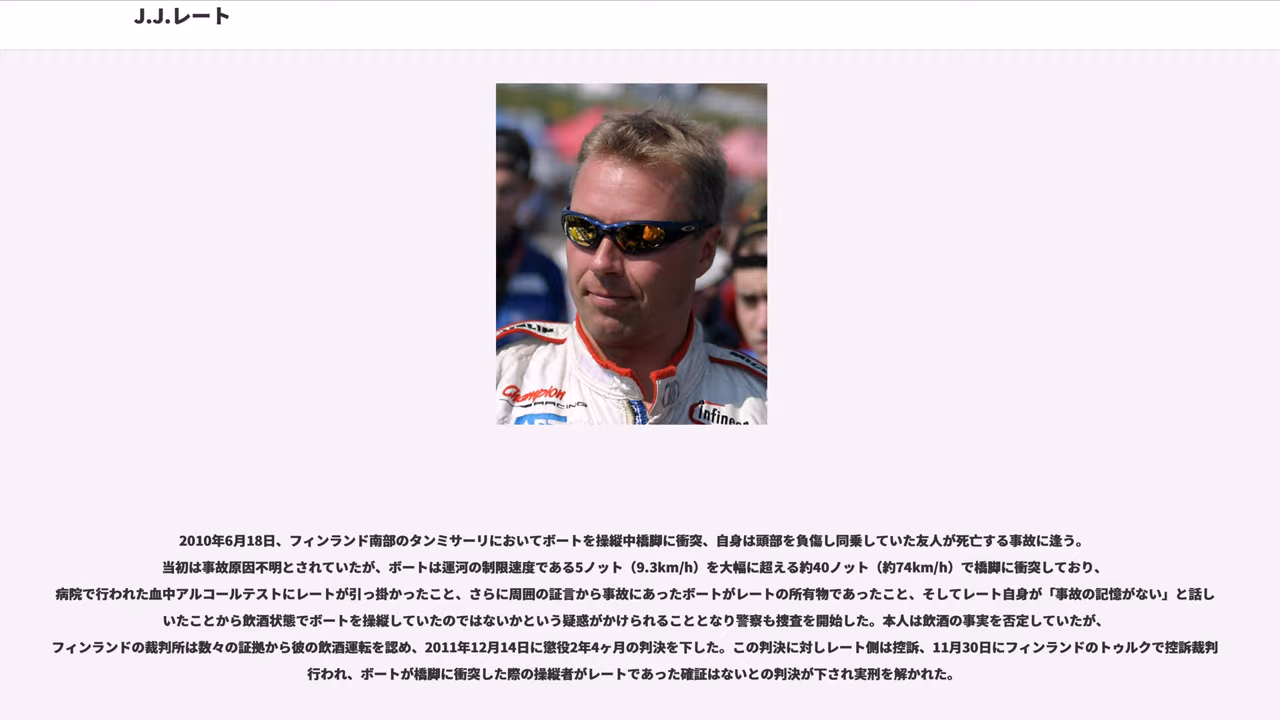 J.J.レート
Champion
RACING
2010年6月18日、フィンランド南部のタンミサーリにおいてボートを操縦中橋脚に衝突、自身は頭部を負傷し同乗していた友人が死亡する事故に逢う。
当初は事故原因不明とされていたが、ボートは運河の制限速度である5ノット（9.3km/h）を大幅に超える約40ノット（約74km/h）で橋脚に衝突しており、
病院で行われた血中アルコールテストにレートが引っ掛かったこと、さらに周囲の証言から事故にあったボートがレートの所有物であったこと、そしてレート自身が「事故の記憶がない」と話し
いたことから飲酒状態でボートを操縦していたのではないかという疑惑がかけられることとなり警察も捜査を開始した。本人は飲酒の事実を否定していたが、
フィンランドの裁判所は数々の証拠から彼の飲酒運転を認め、2011年12月14日に懲役2年4ヶ月の判決を下した。この判決に対しレート側は控訴、11月30日にフィンランドのトゥルクで控訴裁判
行われ、ボートが橋脚に衝突した際の操縦者がレートであった確証はないとの判決が下され実刑を解かれた。